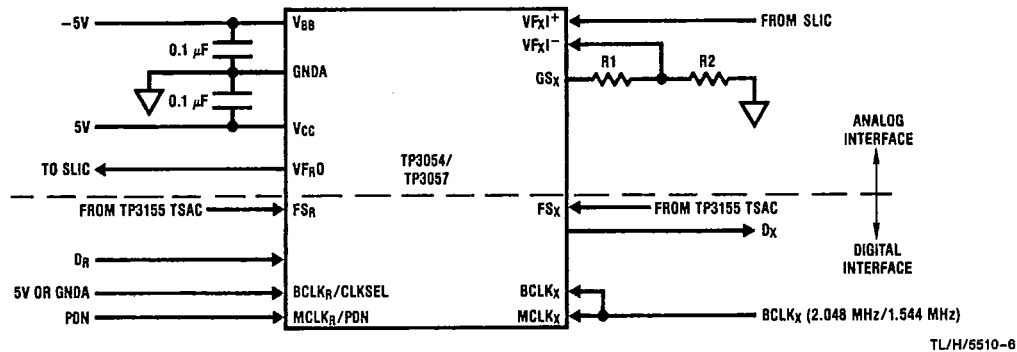 -5V
VBB
VFXI+
FROM SLIC
0.1 μF
VFXI-
GNDA
GSX
R1
R2
0.1 μF
5V
VCC
ANALOG
INTERFACE
TO SLIC
VFRO
TP3054/
TP3057
FROM TP3155 TSAC
FSR
FSX
FROM TP3155 TSAC
DX
DR
DIGITAL
INTERFACE
5V OR GNDA
BCLKR/CLKSEL
BCLKX
PDN
MCLKR/PDN
MCLKX
BCLKX (2.048 MHz/1.544 MHz)
TL/H/5510-6